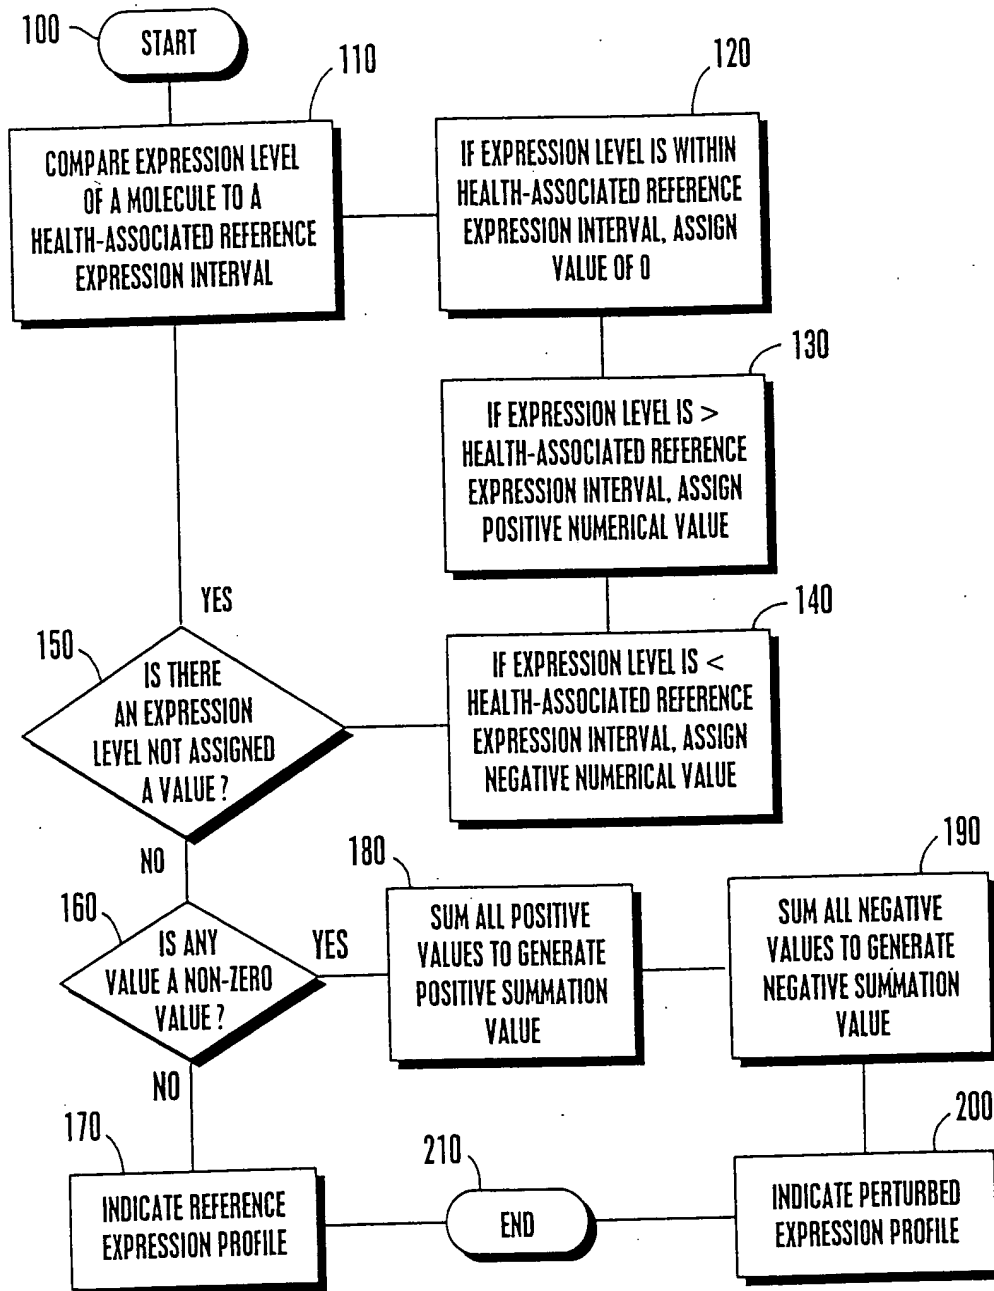 100
START
110
COMPARE EXPRESSION LEVEL
OF A MOLECULE TO A
HEALTH-ASSOCIATED REFERENCE
EXPRESSION INTERVAL
120
IF EXPRESSION LEVEL IS WITHIN
HEALTH-ASSOCIATED REFERENCE
EXPRESSION INTERVAL, ASSIGN
VALUE OF 0
130
IF EXPRESSION LEVEL IS >
HEALTH-ASSOCIATED REFERENCE
EXPRESSION INTERVAL, ASSIGN
POSITIVE NUMERICAL VALUE
140
IF EXPRESSION LEVEL IS <
HEALTH-ASSOCIATED REFERENCE
EXPRESSION INTERVAL, ASSIGN
NEGATIVE NUMERICAL VALUE
YES
150
IS THERE
AN EXPRESSION
LEVEL NOT ASSIGNED
A VALUE ?
NO
160
IS ANY
VALUE A NON-ZERO
VALUE ?
YES
180
SUM ALL POSITIVE
VALUES TO GENERATE
POSITIVE SUMMATION
VALUE
190
SUM ALL NEGATIVE
VALUES TO GENERATE
NEGATIVE SUMMATION
VALUE
NO
170
INDICATE REFERENCE
EXPRESSION PROFILE
210
END
200
INDICATE PERTURBED
EXPRESSION PROFILE